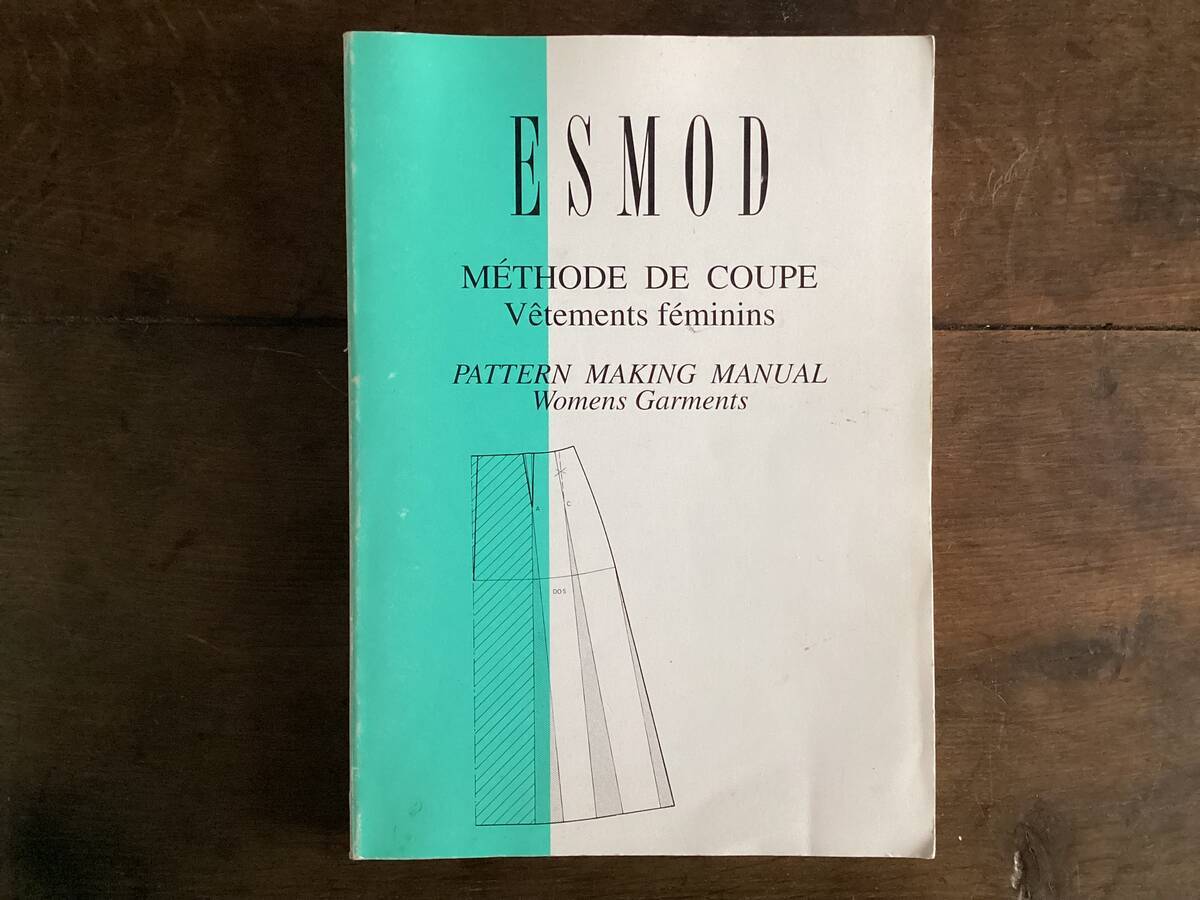 ESMOD
MÉTHODE DE COUPE
Vêtements féminins
PATTERN MAKING MANUAL
Womens Garments
A
C
DOS